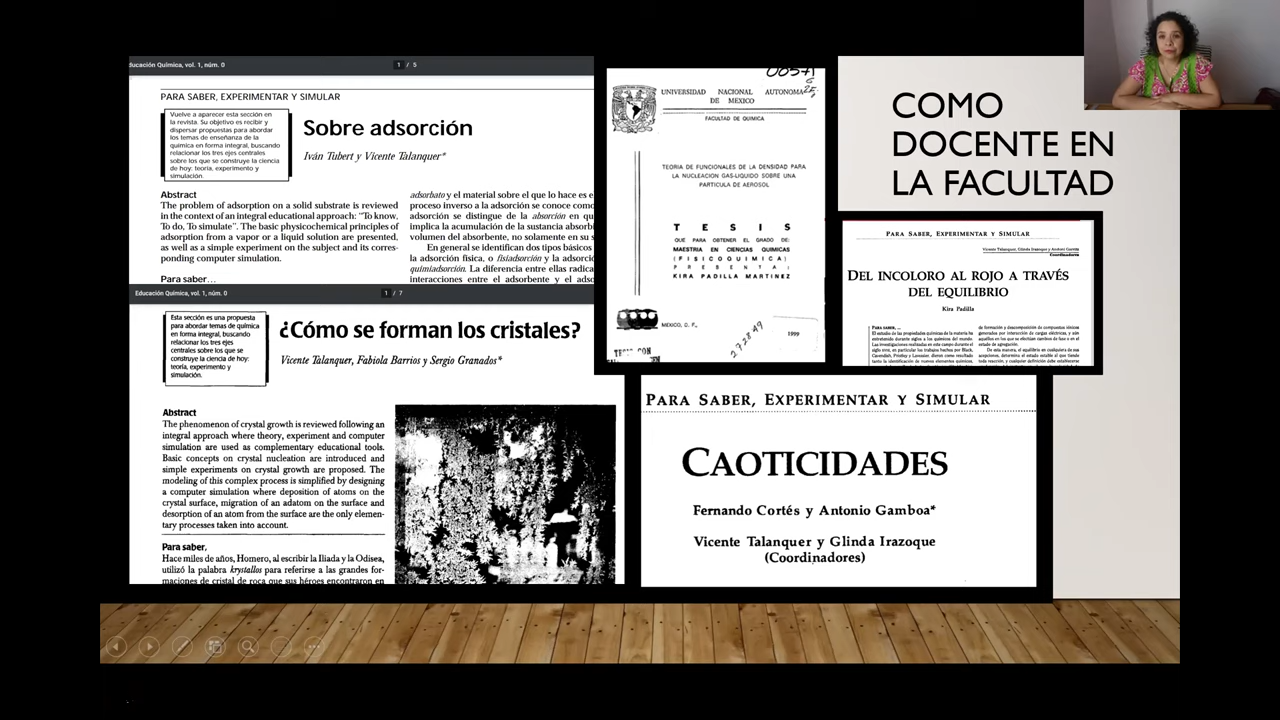 Educación Química, vol. 1, núm. 0
1 / 5
PARA SABER, EXPERIMENTAR Y SIMULAR
Vuelve a aparecer esta sección en
la revista. Su objetivo es recibir y
dispersar propuestas para abordar
los temas de enseñanza de la
química en forma integral, buscando
relacionar los tres ejes centrales
sobre los que se construye la ciencia
de hoy: teoría, experimento y
simulación.
Sobre adsorción
Iván Tubert y Vicente Talanquer*
Abstract
The problem of adsorption on a solid substrate is reviewed
in the context of an integral educational approach: "To know,
To do, To simulate". The basic physicochemical principles of
adsorption from a vapor or a liquid solution are presented,
as well as a simple experiment on the subject and its corres-
ponding computer simulation.
Para saber...
adsorbato y el material sobre el que lo hace es e
proceso inverso a la adsorción se conoce como
adsorción se distingue de la absorción en qu
implica la acumulación de la sustancia absorb
volumen del absorbente, no solamente en su s
En general se identifican dos tipos básicos
la adsorción física, o fisiadsorción y la adsorció
quimiadsorción. La diferencia entre ellas radica
interacciones entre el adsorbente y el ads
Educación Química, vol. 1, núm. 0
1 / 7
Esta sección es una propuesta
para abordar temas de química
en forma integral, buscando
relacionar los tres ejes
centrales sobre los que se
construye la ciencia de hoy:
teoría, experimento y
simulación.
¿Cómo se forman los cristales?
Vicente Talanquer, Fabiola Barrios y Sergio Granados*
Abstract
The phenomenon of crystal growth is reviewed following an
integral approach where theory, experiment and computer
simulation are used as complementary educational tools.
Basic concepts on crystal nucleation are introduced and
simple experiments on crystal growth are proposed. The
modeling of this complex process is simplified by designing
a computer simulation where deposition of atoms on the
crystal surface, migration of an adatom on the surface and
desorption of an atom from the surface are the only elemen-
tary processes taken into account.
Para saber,
Hace miles de años, Homero, al escribir la Ilíada y la Odisea,
utilizó la palabra krystallos para referirse a las grandes for-
maciones de cristal de roca que sus héroes encontraron en
UNIVERSIDAD NACIONAL AUTONOMA
DE MEXICO
FACULTAD DE QUIMICA
TEORIA DE FUNCIONALES DE LA DENSIDAD PARA
LA NUCLEACION GAS-LIQUIDO SOBRE UNA
PARTICULA DE AEROSOL
T E S I S
QUE PARA OBTENER EL GRADO DE:
MAESTRIA EN CIENCIAS QUIMICAS
(FISICOQUIMICA)
P R E S E N T A :
KIRA PADILLA MARTINEZ
MEXICO, D. F.,
1999
TESIS CON
COMO
DOCENTE EN
LA FACULTAD
PARA SABER, EXPERIMENTAR Y SIMULAR
Coordinadores
DEL INCOLORO AL ROJO A TRAVÉS
DEL EQUILIBRIO
Kira Padilla
PARA SABER, EXPERIMENTAR Y SIMULAR
CAOTICIDADES
Fernando Cortés y Antonio Gamboa*
Vicente Talanquer y Glinda Irazoque
(Coordinadores)